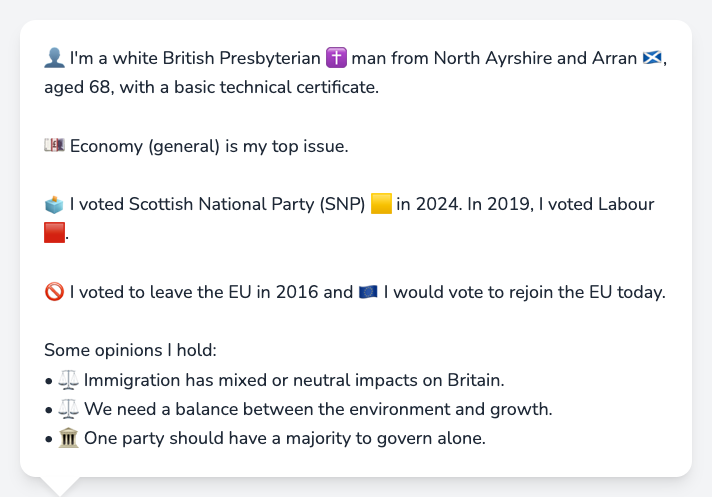 👤 I'm a white British Presbyterian ✝️ man from North Ayrshire and Arran 🏴󠁧󠁢󠁳󠁣󠁴󠁿,
aged 68, with a basic technical certificate.
💷 Economy (general) is my top issue.
🗳️ I voted Scottish National Party (SNP) 🟨 in 2024. In 2019, I voted Labour
🟥.
🚫 I voted to leave the EU in 2016 and 🇪🇺 I would vote to rejoin the EU today.
Some opinions I hold:
• ⚖️ Immigration has mixed or neutral impacts on Britain.
• ⚖️ We need a balance between the environment and growth.
• 🏛️ One party should have a majority to govern alone.